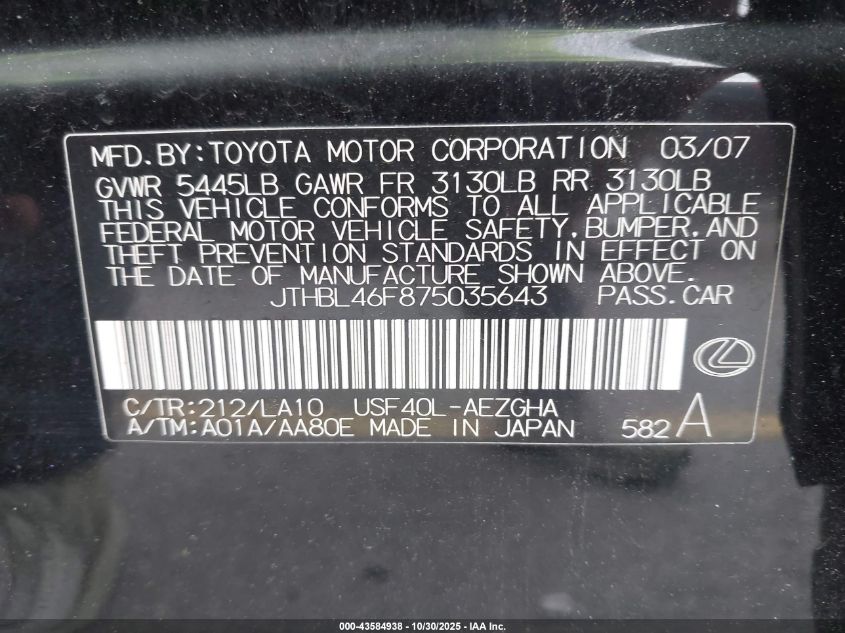 MFD.BY:TOYOTA MOTOR CORPORATION 03/07
GVWR 5445LB GAWR FR 3130LB RR 3130LB
THIS VEHICLE CONFORMS TO ALL APPLICABLE
FEDERAL MOTOR VEHICLE SAFETY,BUMPER,AND
THEFT PREVENTION STANDARDS IN EFFECT ON
THE DATE OF MANUFACTURE SHOWN ABOVE.
JTHBL46F875035643 PASS.CAR
C/TR:212/LA10 USF40L-AEZGHA
A/TM:A01A/AA80E MADE IN JAPAN 582A
000-43584938 - 10/30/2025 - IAA Inc.